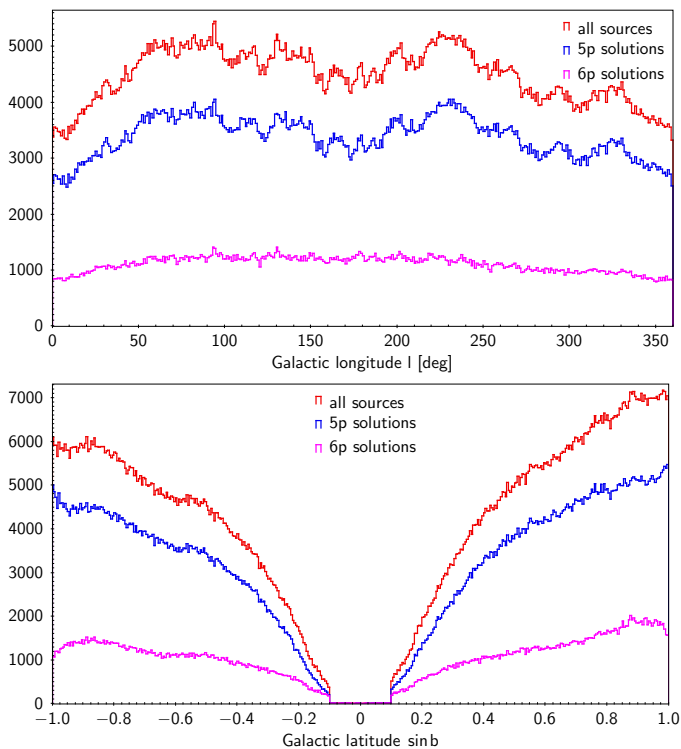 5000
4000
3000
2000
1000
0
all sources
5p solutions
6p solutions
0 50 100 150 200 250 300 350
Galactic longitude l [deg]
7000
6000
5000
4000
3000
2000
1000
0
all sources
5p solutions
6p solutions
−1.0 −0.8 −0.6 −0.4 −0.2 0 0.2 0.4 0.6 0.8 1.0
Galactic latitude sin b